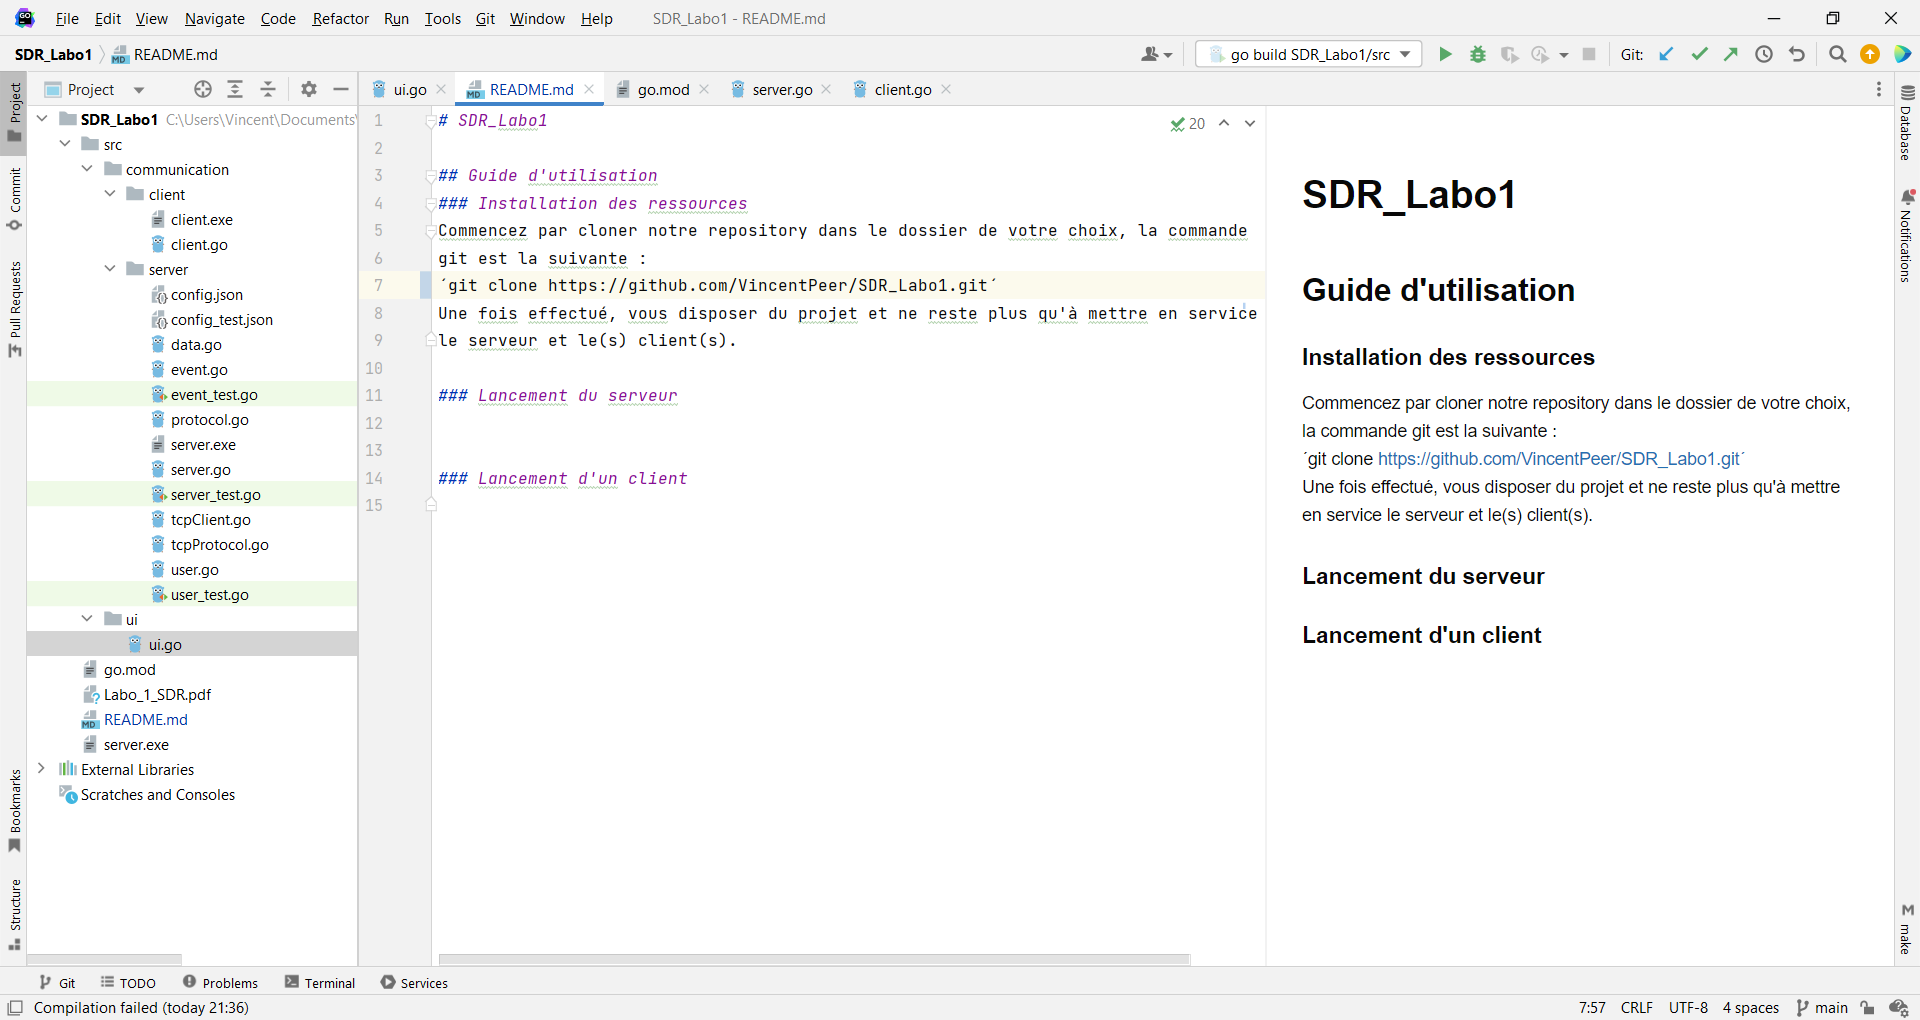 File Edit View Navigate Code Refactor Run Tools Git Window Help SDR_Labo1 - README.md
SDR_Labo1 README.md go build SDR_Labo1/src Git:
Project
ui.go README.md go.mod server.go client.go
Project
Commit
Pull Requests
Bookmarks
Structure
SDR_Labo1 C:\Users\Vincent\Documents\
src
communication
client
client.exe
client.go
server
config.json
config_test.json
data.go
event.go
event_test.go
protocol.go
server.exe
server.go
server_test.go
tcpClient.go
tcpProtocol.go
user.go
user_test.go
ui
ui.go
go.mod
Labo_1_SDR.pdf
README.md
server.exe
External Libraries
Scratches and Consoles
1 # SDR_Labo1
20
2
3 ## Guide d'utilisation
4 ### Installation des ressources
5 Commencez par cloner notre repository dans le dossier de votre choix, la commande
6 git est la suivante :
7 ´git clone https://github.com/VincentPeer/SDR_Labo1.git´
8 Une fois effectué, vous disposer du projet et ne reste plus qu'à mettre en service
9 le serveur et le(s) client(s).
10
11 ### Lancement du serveur
12
13
14 ### Lancement d'un client
15
SDR_Labo1
Guide d'utilisation
Installation des ressources
Commencez par cloner notre repository dans le dossier de votre choix,
la commande git est la suivante :
´git clone https://github.com/VincentPeer/SDR_Labo1.git´
Une fois effectué, vous disposer du projet et ne reste plus qu'à mettre
en service le serveur et le(s) client(s).
Lancement du serveur
Lancement d'un client
Database
Notifications
make
Git TODO Problems Terminal Services
Compilation failed (today 21:36) 7:57 CRLF UTF-8 4 spaces main